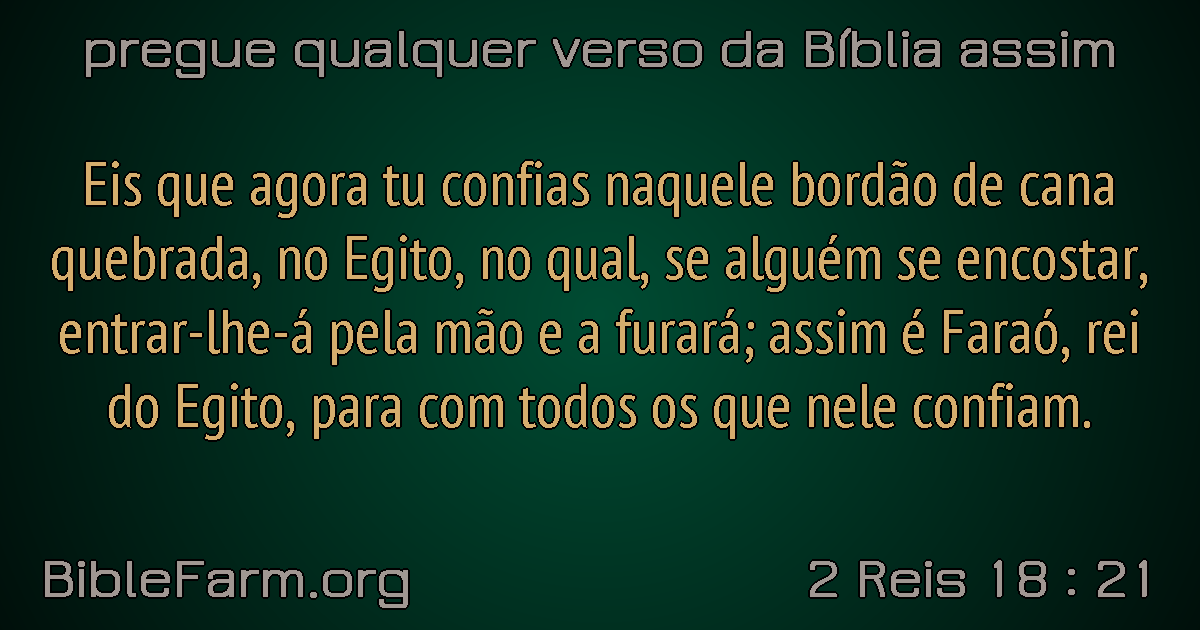 pregue qualquer verso da Bíblia assim
Eis que agora tu confias naquele bordão de cana
quebrada, no Egito, no qual, se alguém se encostar,
entrar-lhe-á pela mão e a furará; assim é Faraó, rei
do Egito, para com todos os que nele confiam.
BibleFarm.org
2 Reis 18 : 21